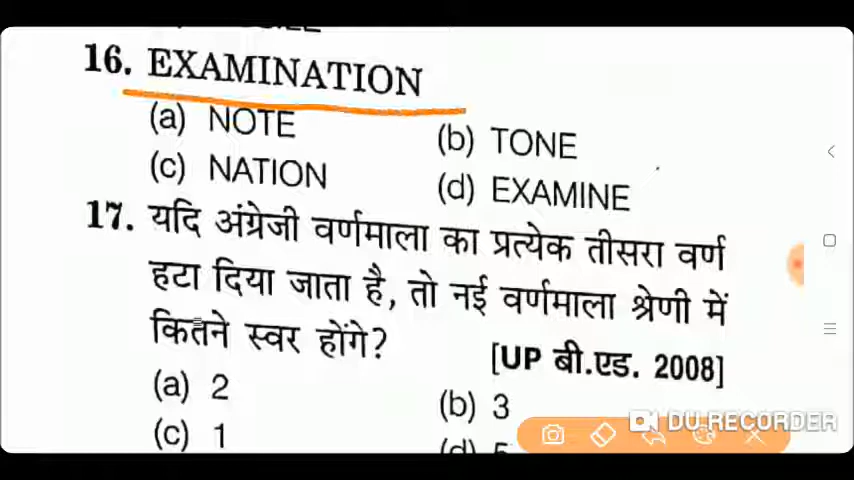 16. EXAMINATION
(a) NOTE (b) TONE
(c) NATION (d) EXAMINE
17. यदि अंग्रेजी वर्णमाला का प्रत्येक तीसरा वर्ण
हटा दिया जाता है, तो नई वर्णमाला श्रेणी में
कितने स्वर होंगे? [UP बी.एड. 2008]
(a) 2 (b) 3
(c) 1 (d) 5
DU RECORDER